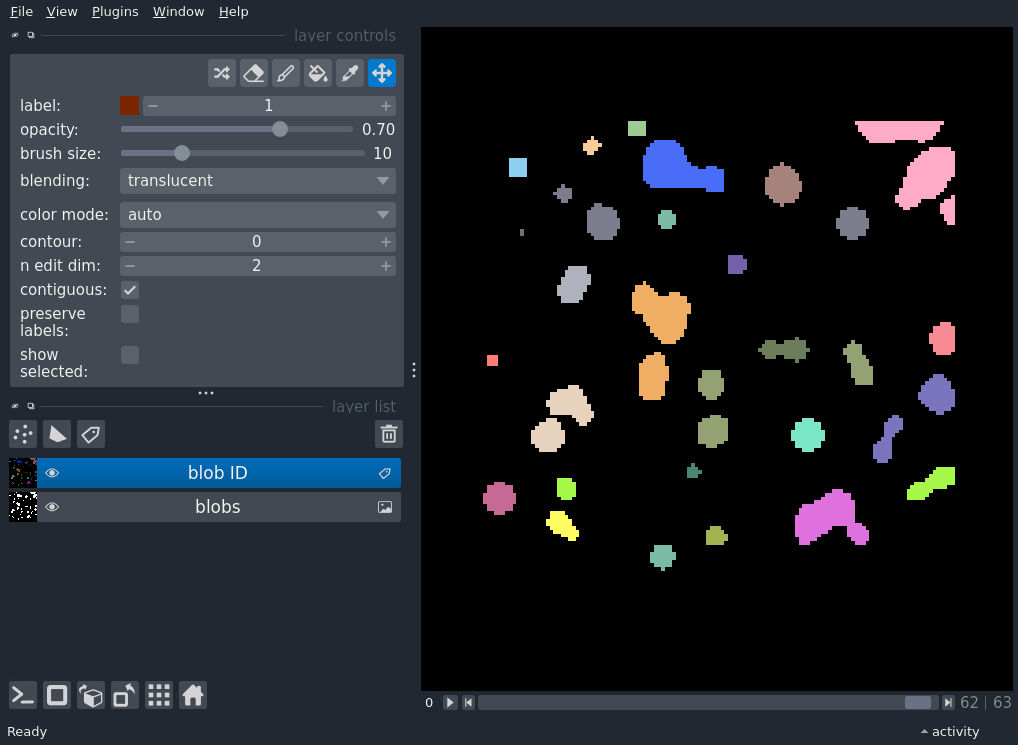 File View Plugins Window Help
layer controls
label: 1
opacity: 0.70
brush size: 10
blending: translucent
color mode: auto
contour: 0
n edit dim: 2
contiguous:
preserve
labels:
show
selected:
layer list
blob ID
blobs
0 62 | 63
Ready activity